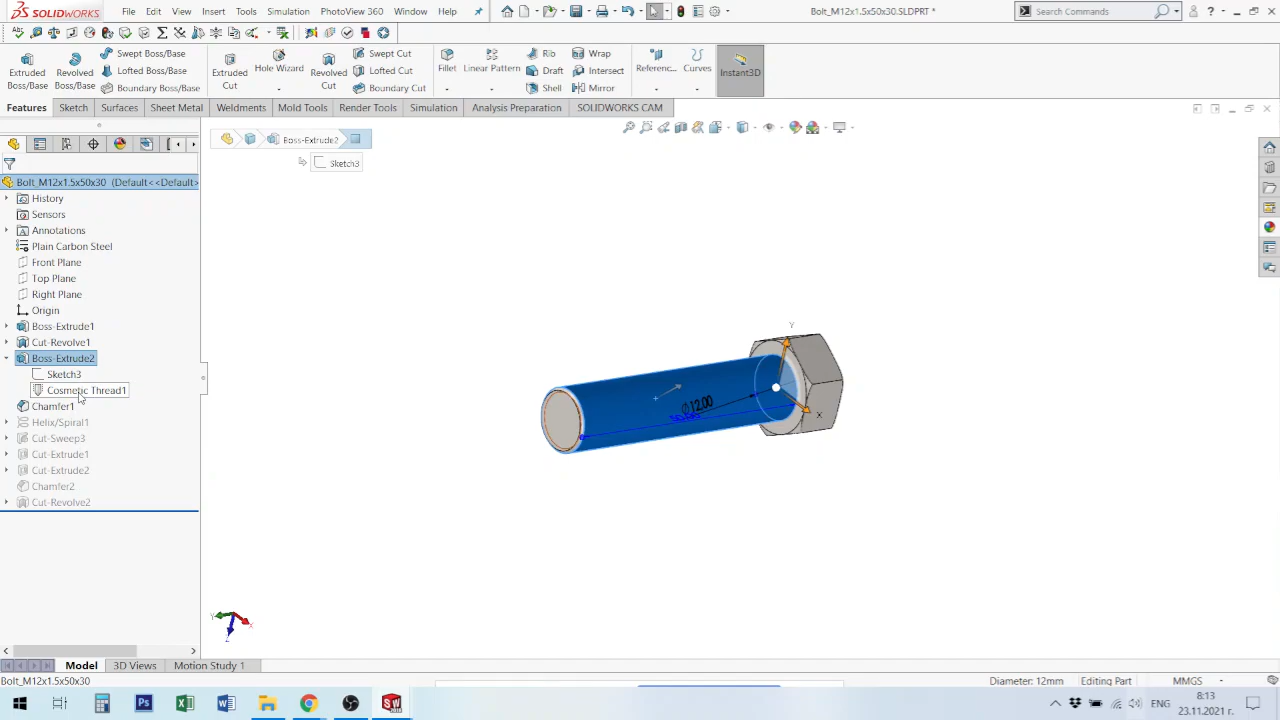 SOLIDWORKS File Edit View Insert Tools Simulation PhotoView 360 Window Help Bolt_M12x1.5x50x30.SLDPRT * Search Commands
Extruded Boss/Base
Revolved Boss/Base
Swept Boss/Base
Lofted Boss/Base
Boundary Boss/Base
Extruded Cut
Hole Wizard
Revolved Cut
Swept Cut
Lofted Cut
Boundary Cut
Fillet
Linear Pattern
Rib
Draft
Shell
Wrap
Intersect
Mirror
Referenc...
Curves
Instant3D
Features Sketch Surfaces Sheet Metal Weldments Mold Tools Render Tools Simulation Analysis Preparation SOLIDWORKS CAM
Boss-Extrude2
Sketch3
Bolt_M12x1.5x50x30 (Default<<Default>
History
Sensors
Annotations
Plain Carbon Steel
Front Plane
Top Plane
Right Plane
Origin
Boss-Extrude1
Cut-Revolve1
Boss-Extrude2
Sketch3
Cosmetic Thread1
Chamfer1
Helix/Spiral1
Cut-Sweep3
Cut-Extrude1
Cut-Extrude2
Chamfer2
Cut-Revolve2
Y
X
Ø12.00
Y
X
Z
Model 3D Views Motion Study 1
Bolt_M12x1.5x50x30 Diameter: 12mm Editing Part MMGS
ENG
8:13
23.11.2021 г.